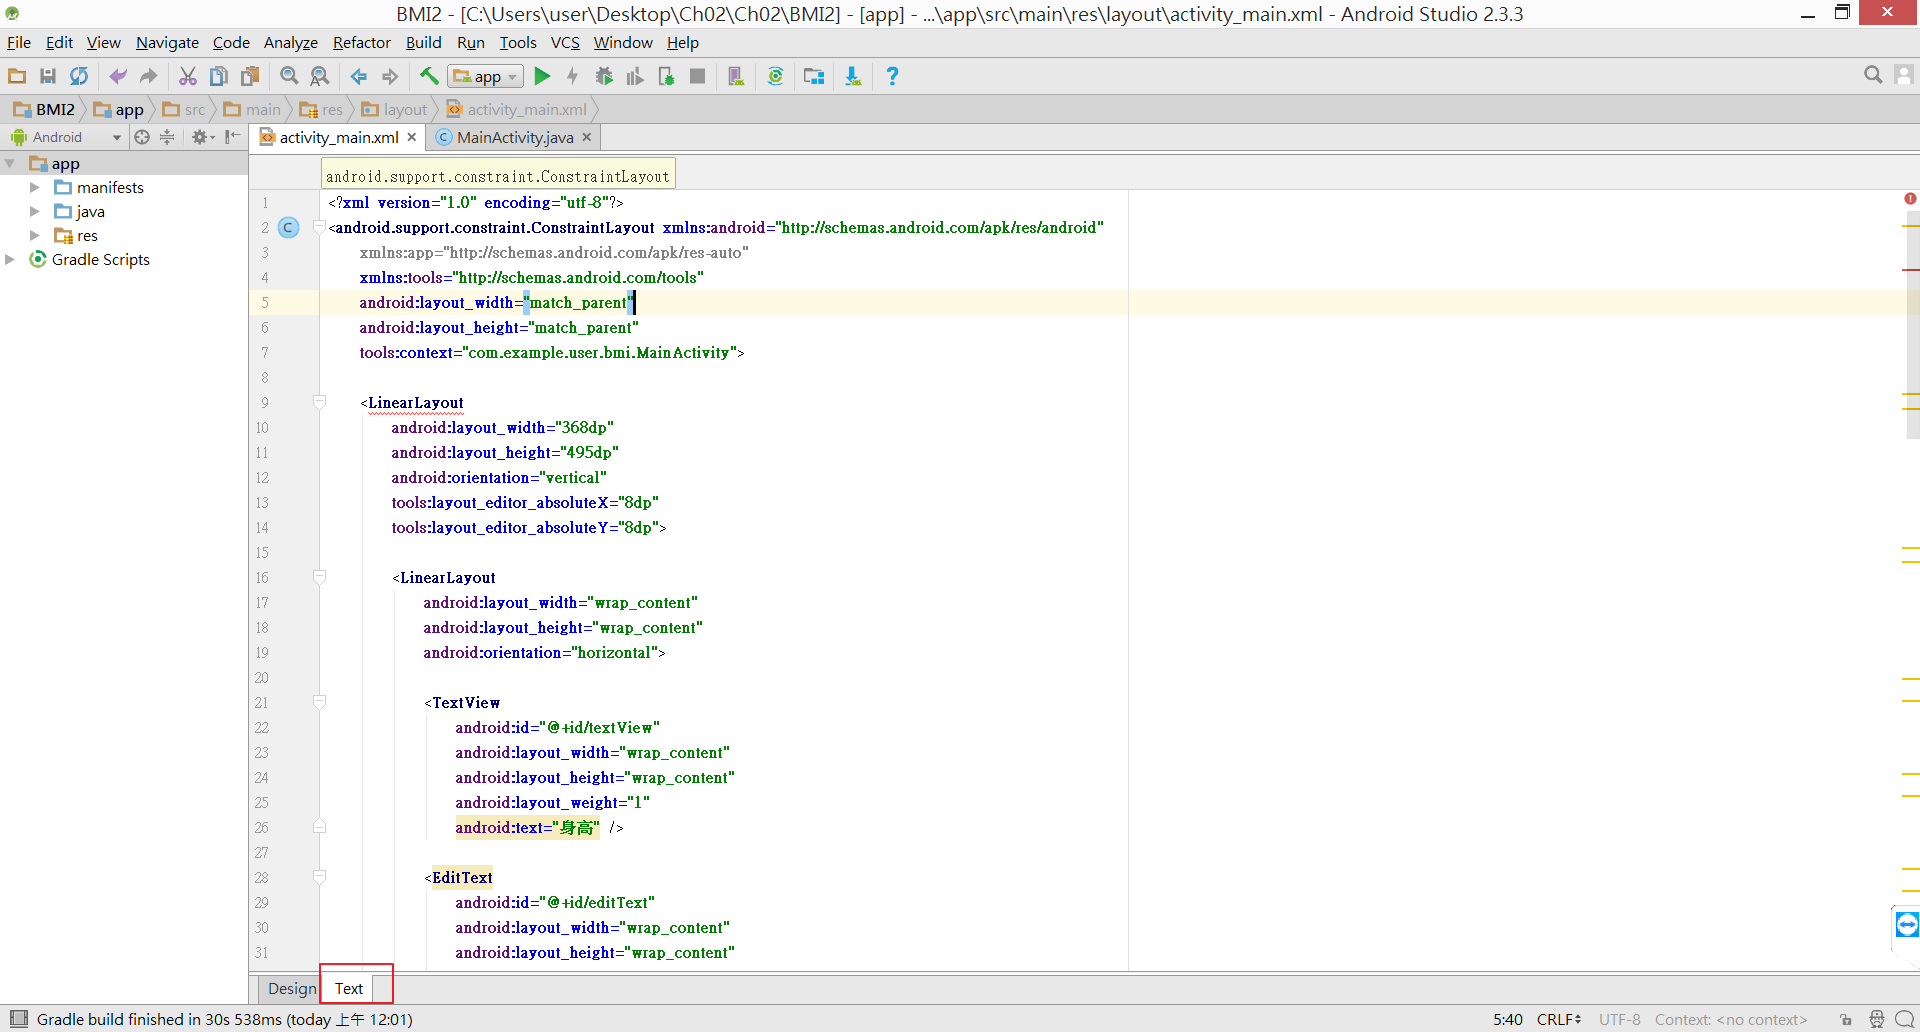 BMI2 - [C:\Users\user\Desktop\Ch02\Ch02\BMI2] - [app] - ...\app\src\main\res\layout\activity_main.xml - Android Studio 2.3.3
File Edit View Navigate Code Analyze Refactor Build Run Tools VCS Window Help
app
BMI2 app src main res layout activity_main.xml
Android
activity_main.xml MainActivity.java
app
manifests
java
res
Gradle Scripts
android.support.constraint.ConstraintLayout
1 <?xml version="1.0" encoding="utf-8"?>
2 <android.support.constraint.ConstraintLayout xmlns:android="http://schemas.android.com/apk/res/android"
3 xmlns:app="http://schemas.android.com/apk/res-auto"
4 xmlns:tools="http://schemas.android.com/tools"
5 android:layout_width="match_parent"
6 android:layout_height="match_parent"
7 tools:context="com.example.user.bmi.MainActivity">
8
9 <LinearLayout
10 android:layout_width="368dp"
11 android:layout_height="495dp"
12 android:orientation="vertical"
13 tools:layout_editor_absoluteX="8dp"
14 tools:layout_editor_absoluteY="8dp">
15
16 <LinearLayout
17 android:layout_width="wrap_content"
18 android:layout_height="wrap_content"
19 android:orientation="horizontal">
20
21 <TextView
22 android:id="@+id/textView"
23 android:layout_width="wrap_content"
24 android:layout_height="wrap_content"
25 android:layout_weight="1"
26 android:text="身高" />
27
28 <EditText
29 android:id="@+id/editText"
30 android:layout_width="wrap_content"
31 android:layout_height="wrap_content"
Design Text
Gradle build finished in 30s 538ms (today 上午 12:01)
5:40 CRLF UTF-8 Context: <no context>